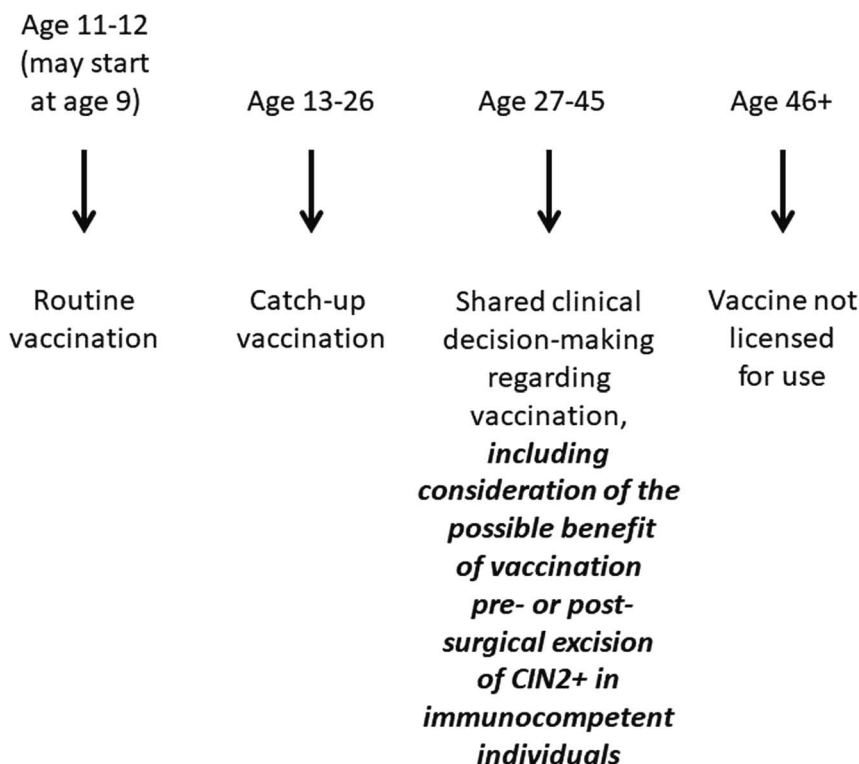 Age 11-12
(may start
at age 9)
Age 13-26
Age 27-45
Age 46+
Routine
vaccination
Catch-up
vaccination
Shared clinical
decision-making
regarding
vaccination,
including
consideration of the
possible benefit
of vaccination
pre- or post-
surgical excision
of CIN2+ in
immunocompetent
individuals
Vaccine not
licensed
for use